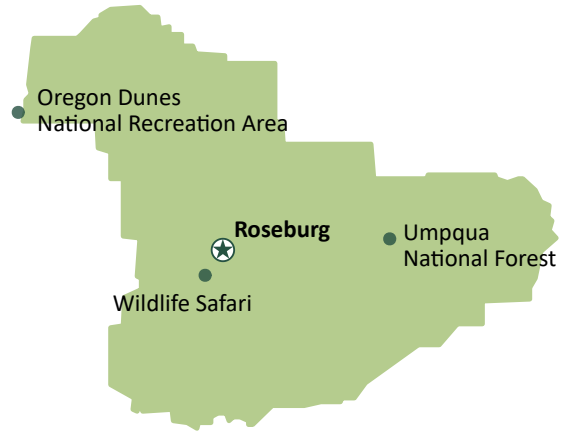 Oregon Dunes
National Recreation Area
Roseburg
Umpqua
National Forest
Wildlife Safari